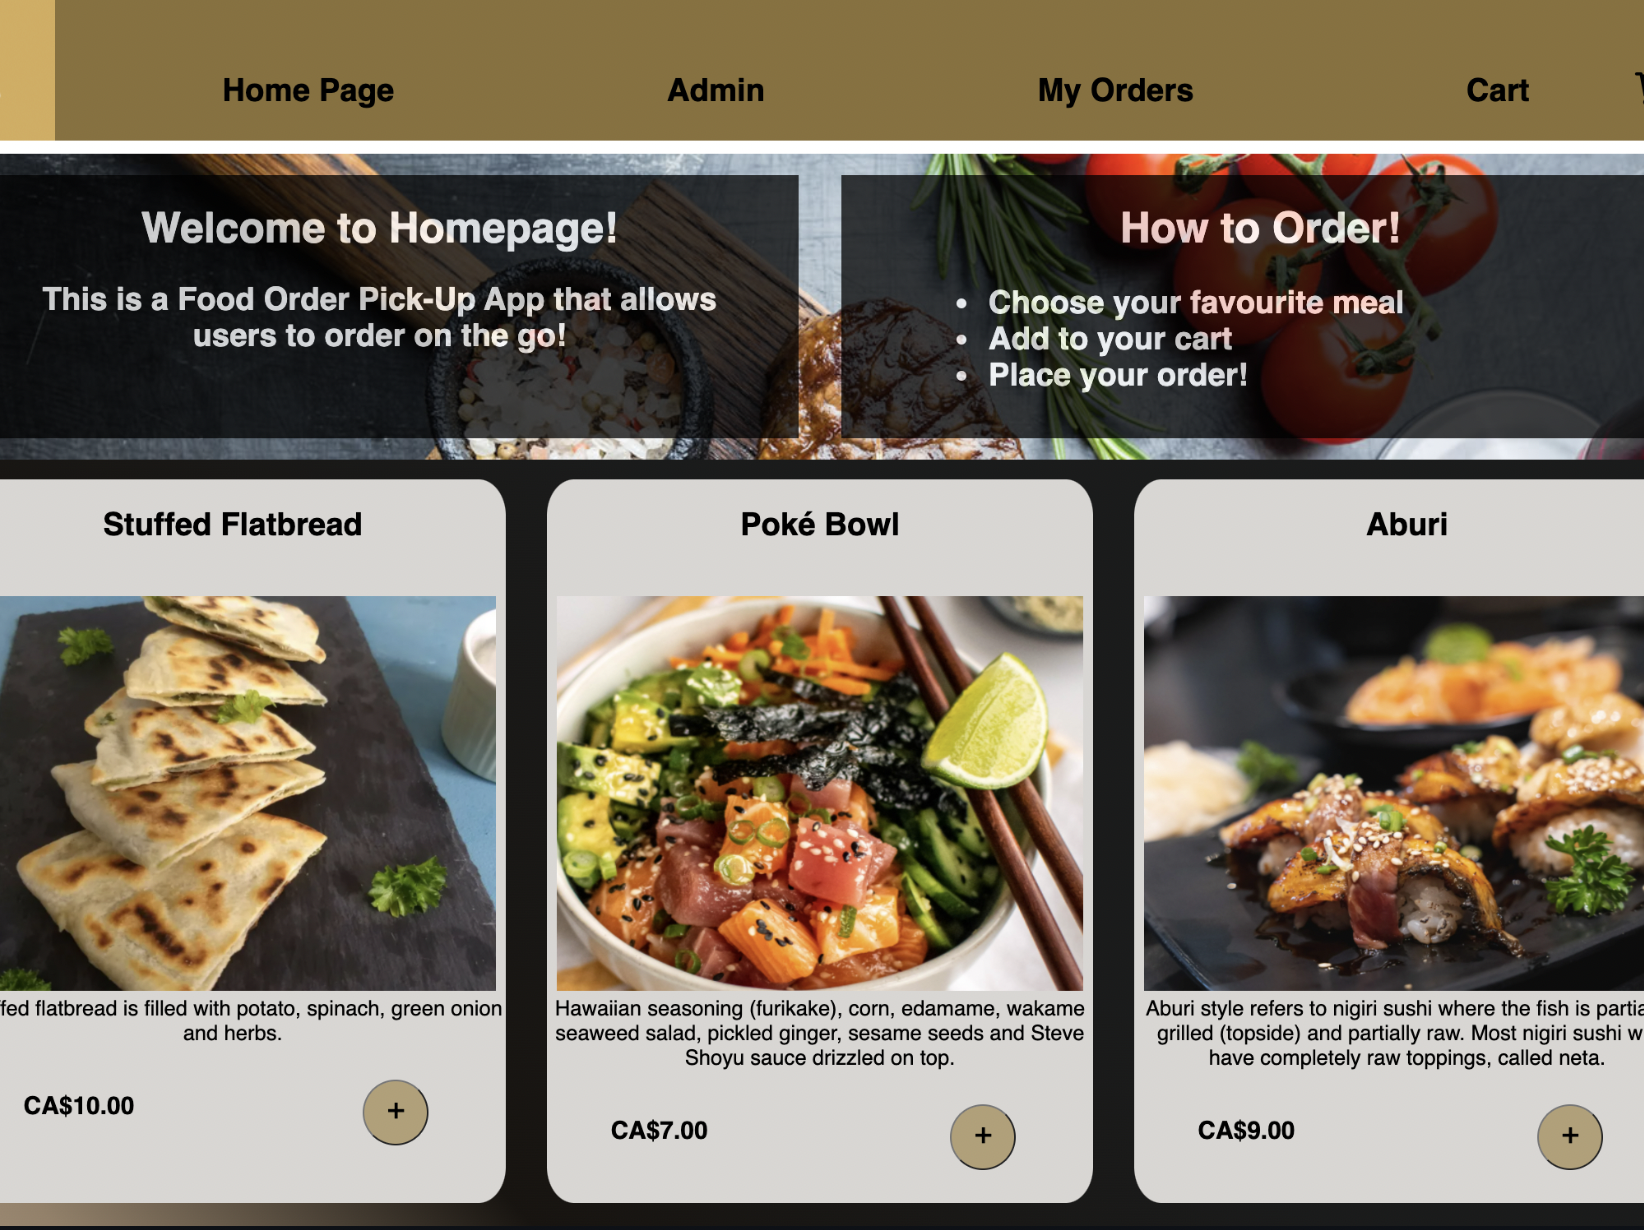 Home Page
Admin
My Orders
Cart
Welcome to Homepage!
This is a Food Order Pick-Up App that allows
users to order on the go!
How to Order!
• Choose your favourite meal
• Add to your cart
• Place your order!
Stuffed Flatbread
flatbread is filled with potato, spinach, green onion
and herbs.
CA$10.00
+
Poké Bowl
Hawaiian seasoning (furikake), corn, edamame, wakame
seaweed salad, pickled ginger, sesame seeds and Steve
Shoyu sauce drizzled on top.
CA$7.00
+
Aburi
Aburi style refers to nigiri sushi where the fish is
grilled (topside) and partially raw. Most nigiri sushi
have completely raw toppings, called neta.
CA$9.00
+